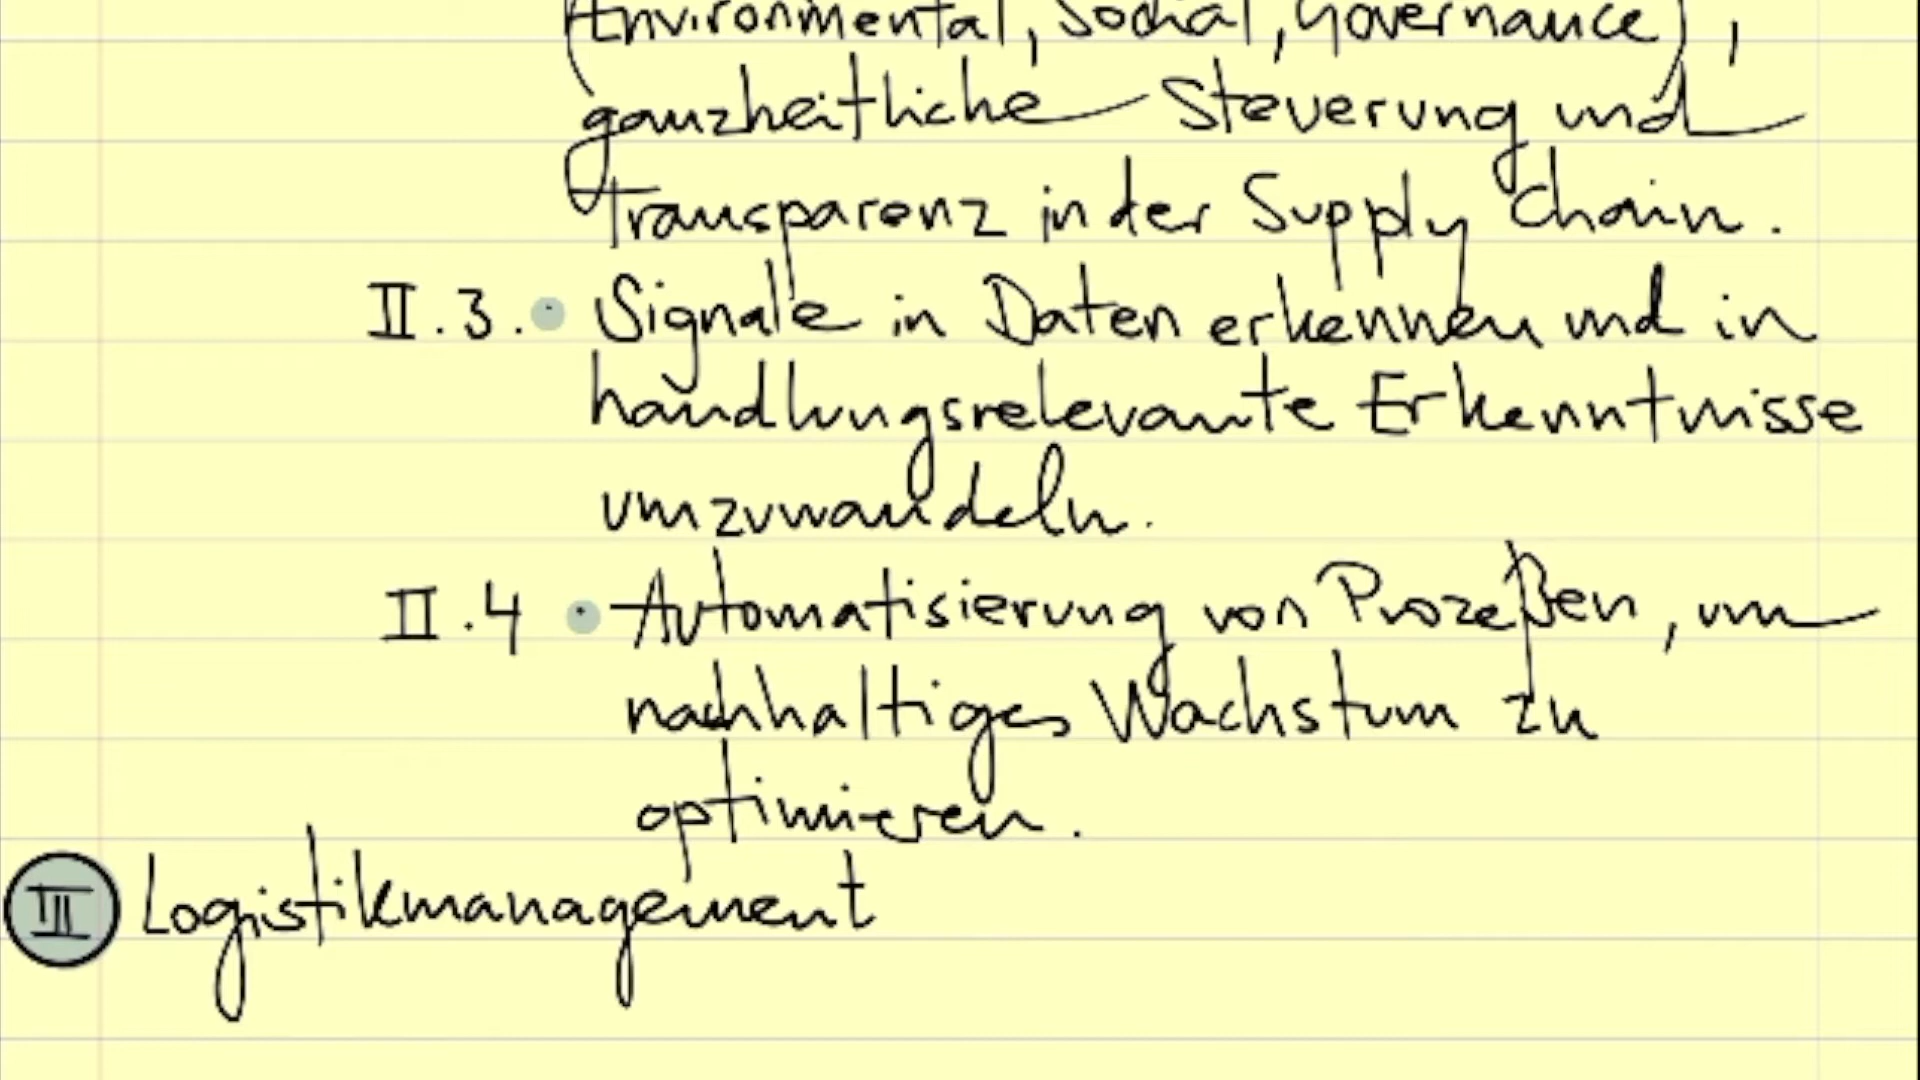 (Environmental, Social, Governance),
ganzheitliche Steuerung und
Transparenz in der Supply Chain.
II.3. • Signale in Daten erkennen und in
handlungsrelevante Erkenntnisse
umzuwandeln.
II.4 • Automatisierung von Prozeßen, um
nachhaltiges Wachstum zu
optimieren.
III Logistikmanagement